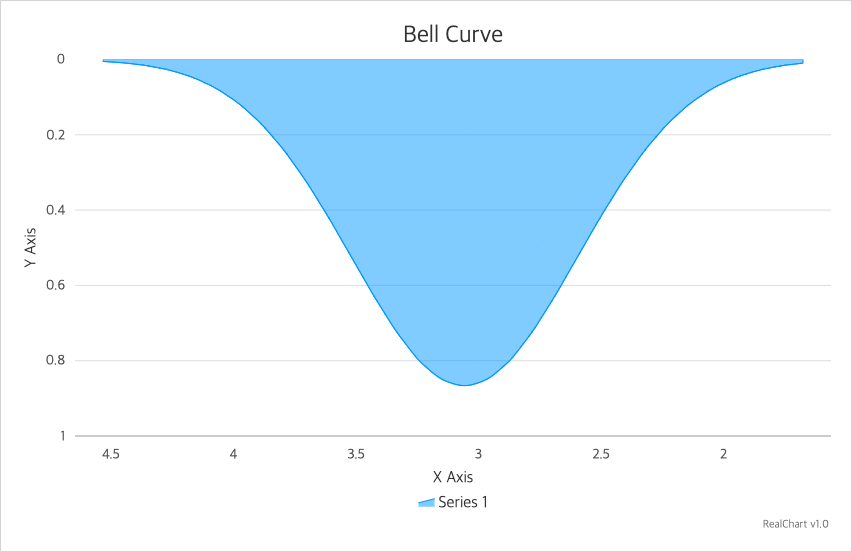 Bell Curve
0
0.2
0.4
0.6
0.8
1
Y Axis
4.5 4 3.5 3 2.5 2
X Axis
Series 1
RealChart v1.0